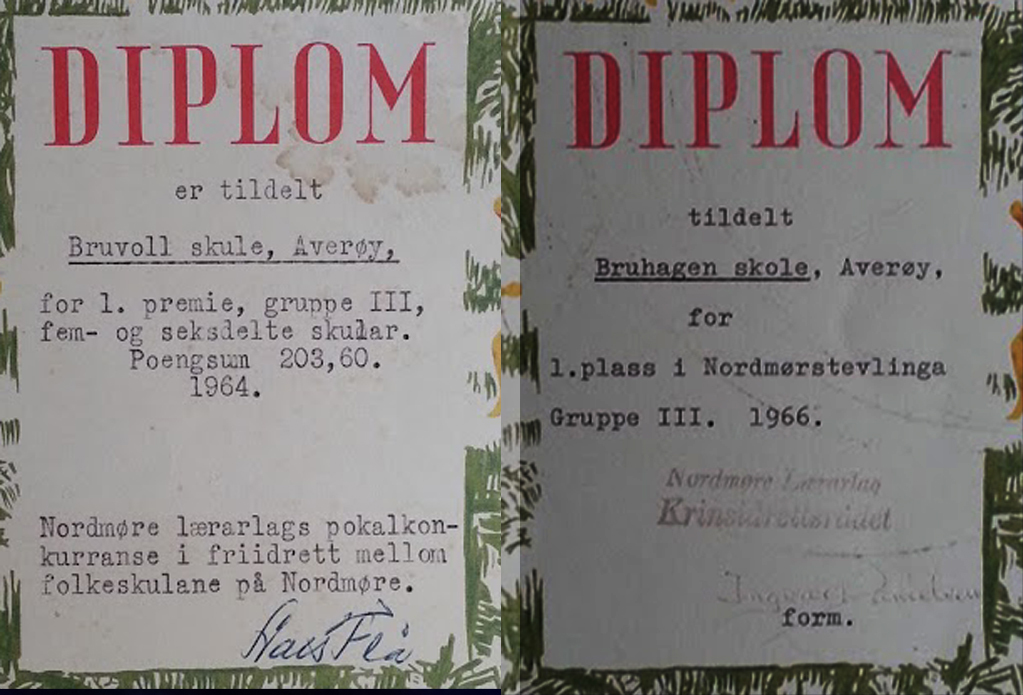 DIPLOM
er tildelt
Bruvoll skule, Averøy,
for 1. premie, gruppe III,
fem- og seksdelte skular.
Poengsum 203,60.
1964.
Nordmøre lærarlags pokalkon-
kurranse i friidrett mellom
folkeskulane på Nordmøre.
DIPLOM
tildelt
Bruhagen skole, Averøy,
for
1.plass i Nordmørstevlinga
Gruppe III. 1966.
Nordmøre Lærarlag
Krinsidrettsrådet
form.